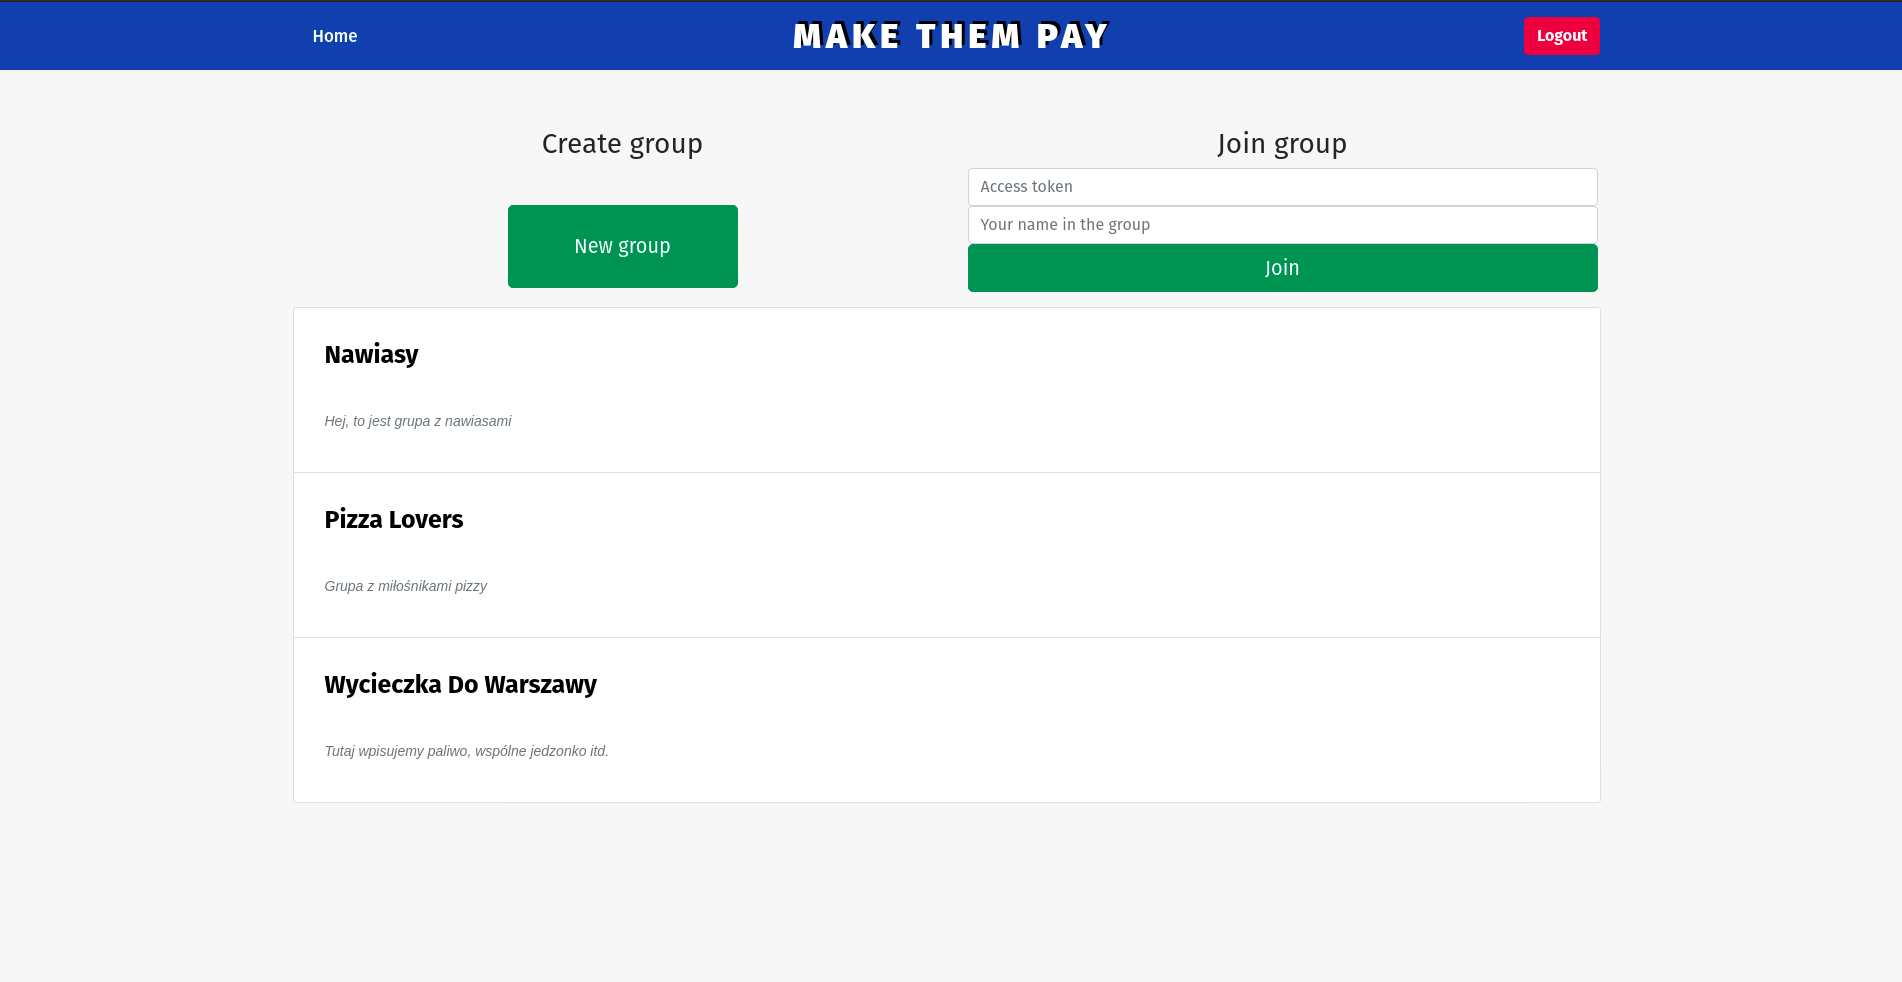 Home
MAKE THEM PAY
Logout
Create group
New group
Join group
Access token
Your name in the group
Join
Nawiasy
Hej, to jest grupa z nawiasami
Pizza Lovers
Grupa z miłośnikami pizzy
Wycieczka Do Warszawy
Tutaj wpisujemy paliwo, wspólne jedzonko itd.